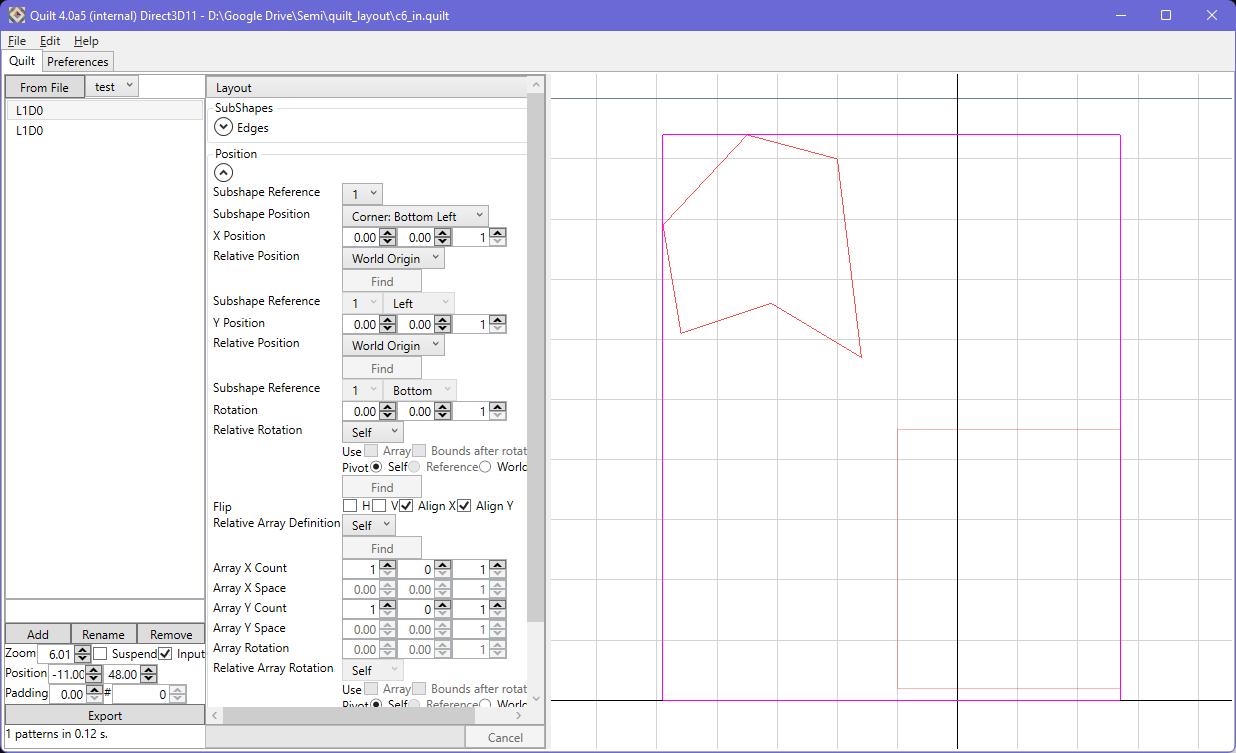 Quilt 4.0a5 (internal) Direct3D11 - D:\Google Drive\Semi\quilt_layout\c6_in.quilt
File Edit Help
Quilt Preferences
From File test
L1D0
L1D0
Add Rename Remove
Zoom 6.01 Suspend Input
Position -11.00 48.00
Padding 0.00 # 0
Export
1 patterns in 0.12 s.
Layout
SubShapes
Edges
Position
Subshape Reference 1
Subshape Position Corner: Bottom Left
X Position 0.00 0.00 1
Relative Position World Origin
Find
Subshape Reference 1 Left
Y Position 0.00 0.00 1
Relative Position World Origin
Find
Subshape Reference 1 Bottom
Rotation 0.00 0.00 1
Relative Rotation Self
Use Array Bounds after rotat
Pivot Self Reference World
Find
Flip H V Align X Align Y
Relative Array Definition Self
Find
Array X Count 1 0 1
Array X Space 0.00 0.00 1
Array Y Count 1 0 1
Array Y Space 0.00 0.00 1
Array Rotation 0.00 0.00 1
Relative Array Rotation Self
Use Array Bounds after rotat
Pivot Self Reference World
Cancel